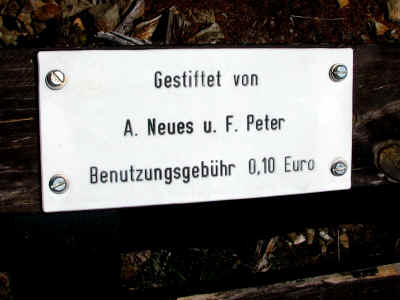 Gestiftet von
A. Neues u. F. Peter
Benutzungsgebühr 0,10 Euro